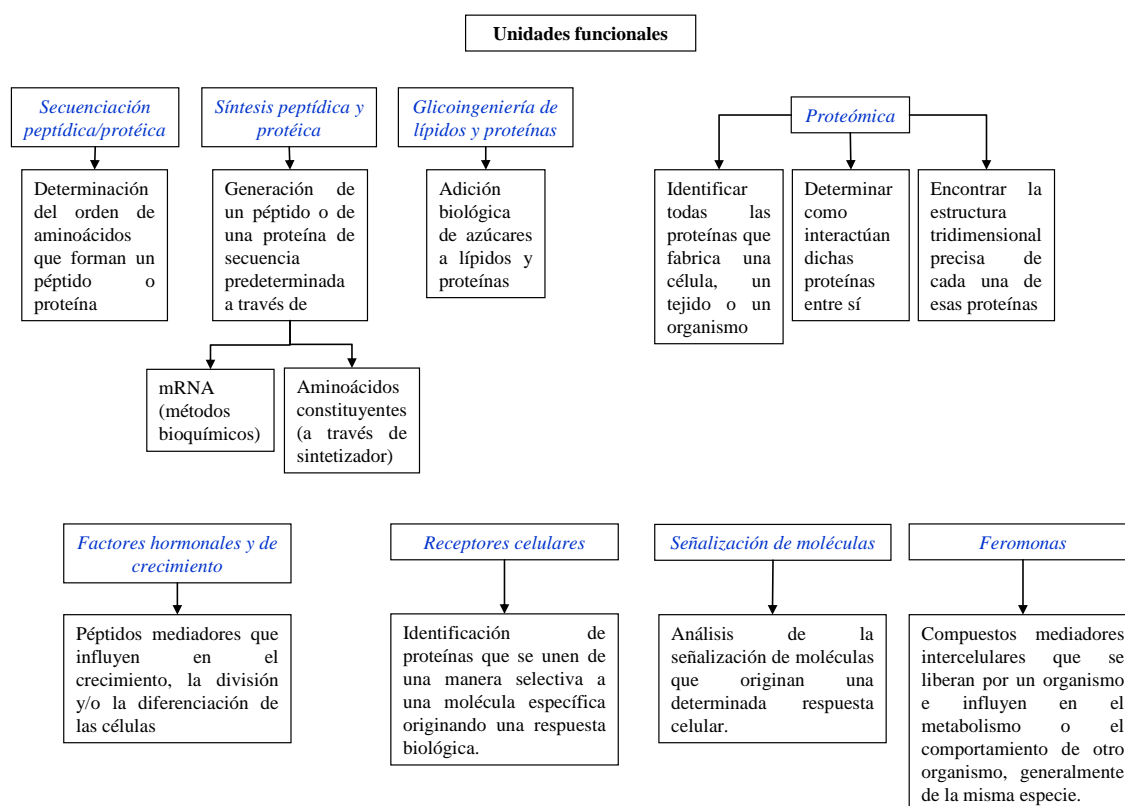 Unidades funcionales
Secuenciación
peptídica/protéica
Determinación
del orden de
aminoácidos
que forman un
péptido o
proteína
Síntesis peptídica y
protéica
Generación de
un péptido o de
una proteína de
secuencia
predeterminada
a través de
mRNA
(métodos
bioquímicos)
Aminoácidos
constituyentes
(a través de
sintetizador)
Glicoingeniería de
lípidos y proteínas
Adición
biológica
de azúcares
a lípidos y
proteínas
Proteómica
Identificar
todas las
proteínas que
fabrica una
célula, un
tejido o un
organismo
Determinar
como
interactúan
dichas
proteínas
entre sí
Encontrar la
estructura
tridimensional
precisa de
cada una de
esas proteínas
Factores hormonales y de
crecimiento
Péptidos mediadores que
influyen en el
crecimiento, la división
y/o la diferenciación de
las células
Receptores celulares
Identificación de
proteínas que se unen de
una manera selectiva a
una molécula específica
originando una respuesta
biológica.
Señalización de moléculas
Análisis de la
señalización de moléculas
que originan una
determinada respuesta
celular.
Feromonas
Compuestos mediadores
intercelulares que se
liberan por un organismo
e influyen en el
metabolismo o el
comportamiento de otro
organismo, generalmente
de la misma especie.